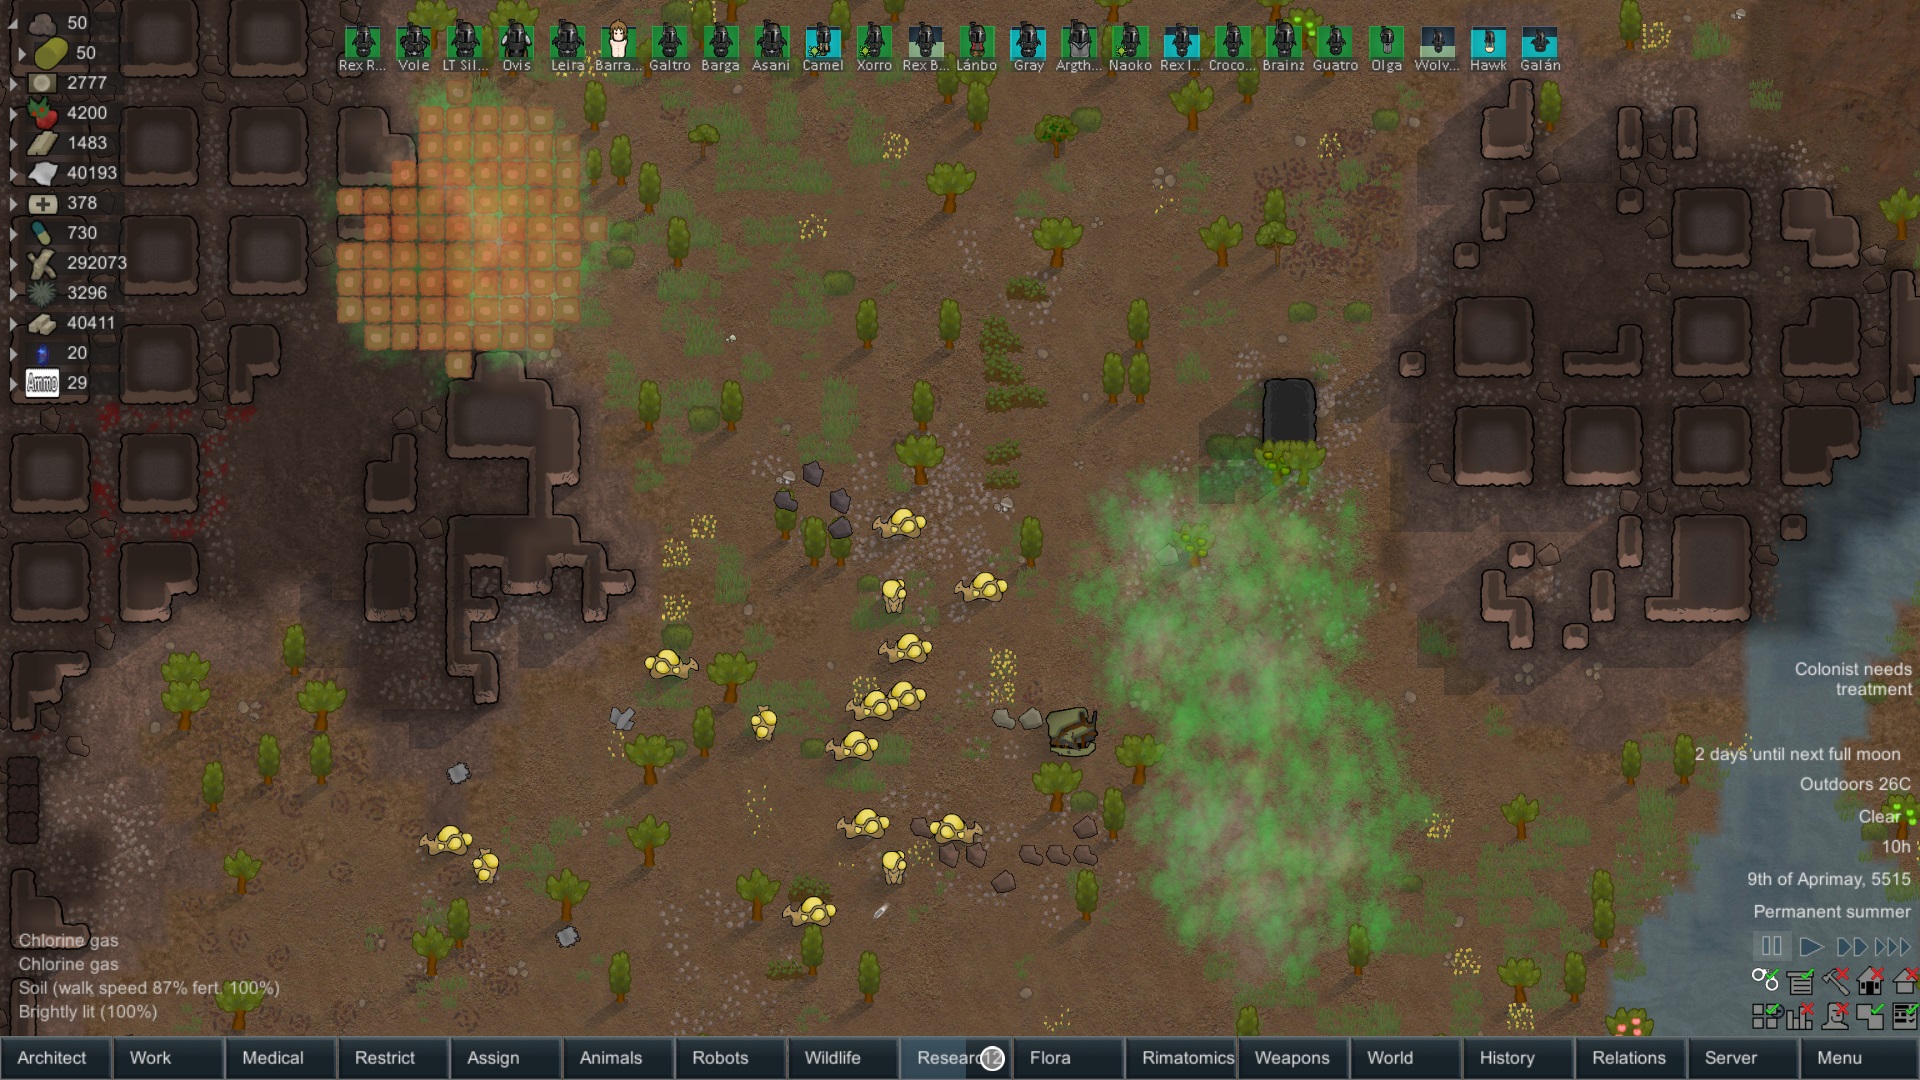 50
50
2777
4200
1483
40193
378
730
292073
3296
40411
20
Ammo 29
Rex R... Vole LT Sil... Ovis Leira Barra... Galtro Barga Asani Camel Xorro Rex B... Lánbo Gray Argth... Naoko Rex I... Croco... Brainz Guatro Olga Wolv... Hawk Galán
Colonist needs
treatment
2 days until next full moon
Outdoors 26C
Clear
10h
9th of Aprimay, 5515
Permanent summer
Chlorine gas
Chlorine gas
Soil (walk speed 87% fert. 100%)
Brightly lit (100%)
Architect Work Medical Restrict Assign Animals Robots Wildlife Researc 12 Flora Rimatomics Weapons World History Relations Server Menu